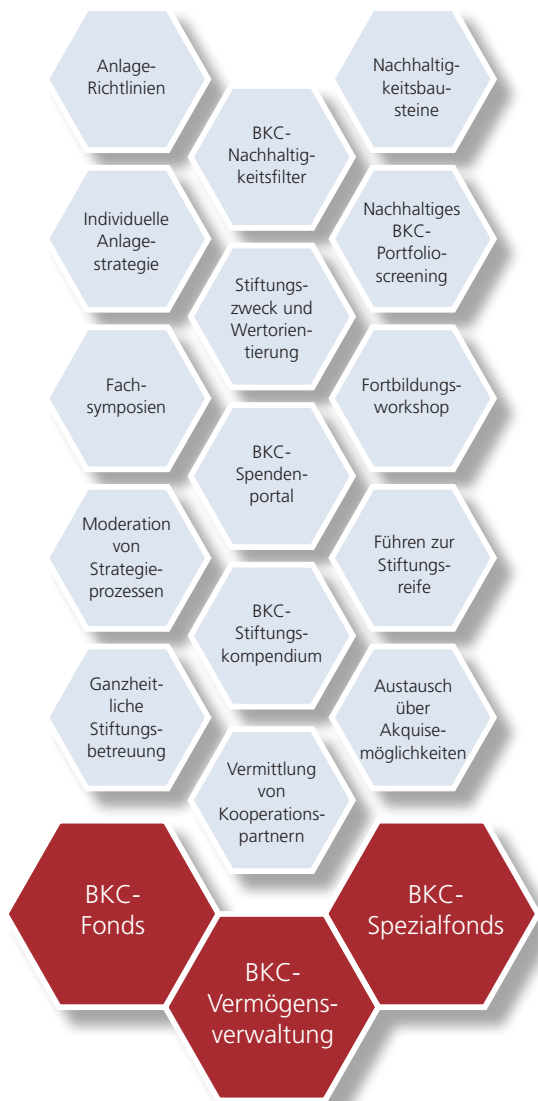 Anlage-
Richtlinien
Nachhaltig-
keitsbau-
steine
BKC-
Nachhaltig-
keitsfilter
Individuelle
Anlage-
strategie
Nachhaltiges
BKC-
Portfolio-
screening
Stiftungs-
zweck und
Wertorien-
tierung
Fach-
symposien
Fortbildungs-
workshop
BKC-
Spenden-
portal
Moderation
von
Strategie-
prozessen
Führen zur
Stiftungs-
reife
BKC-
Stiftungs-
kompendium
Ganzheit-
liche
Stiftungs-
betreuung
Austausch
über
Akquise-
möglichkeiten
Vermittlung
von
Kooperations-
partnern
BKC-
Fonds
BKC-
Spezialfonds
BKC-
Vermögens-
verwaltung